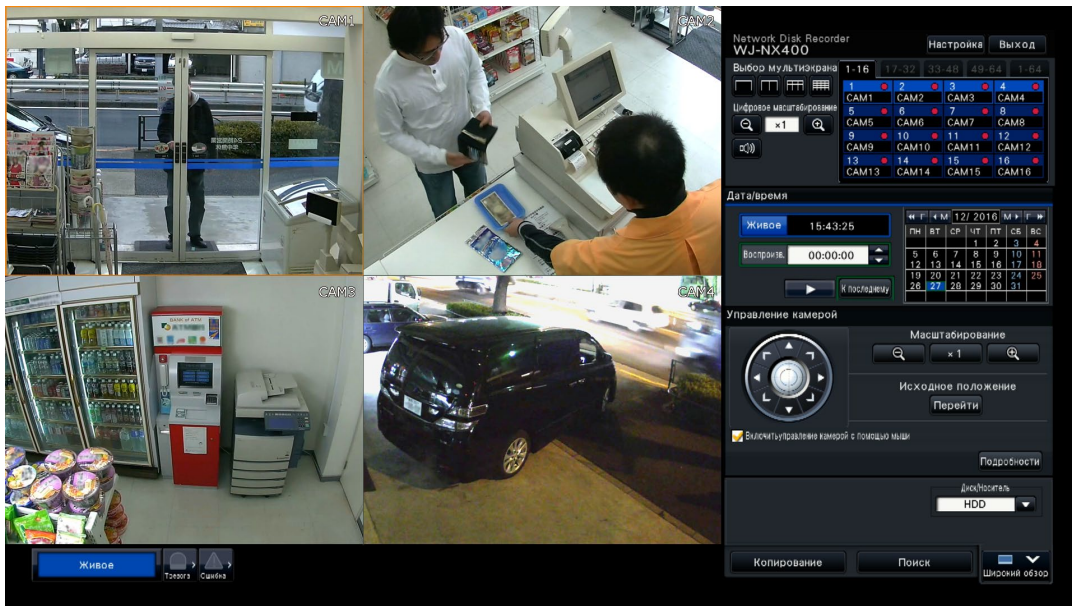 CAM1
CAM2
CAM3
BANK of ATM
ATM
CAM4
Network Disk Recorder
WJ-NX400
Настройка Выход
Выбор мультиэкрана
1-16 17-32 33-48 49-64 1-64
1 2 3 4
CAM1 CAM2 CAM3 CAM4
5 6 7 8
CAM5 CAM6 CAM7 CAM8
9 10 11 12
CAM9 CAM10 CAM11 CAM12
13 14 15 16
CAM13 CAM14 CAM15 CAM16
Цифровое масштабирование
×1
Дата/время
Живое 15:43:25
Воспроизв. 00:00:00
К последнему
Г М 12/ 2016 М Г
ПН ВТ СР ЧТ ПТ СБ ВС
1 2 3 4
5 6 7 8 9 10 11
12 13 14 15 16 17 18
19 20 21 22 23 24 25
26 27 28 29 30 31
Управление камерой
Масштабирование
×1
Исходное положение
Перейти
Включитьуправление камерой с помощью мыши
Подробности
Диск/Носитель
HDD
Копирование Поиск
Широкий обзор
Живое
Тревога Ошибка